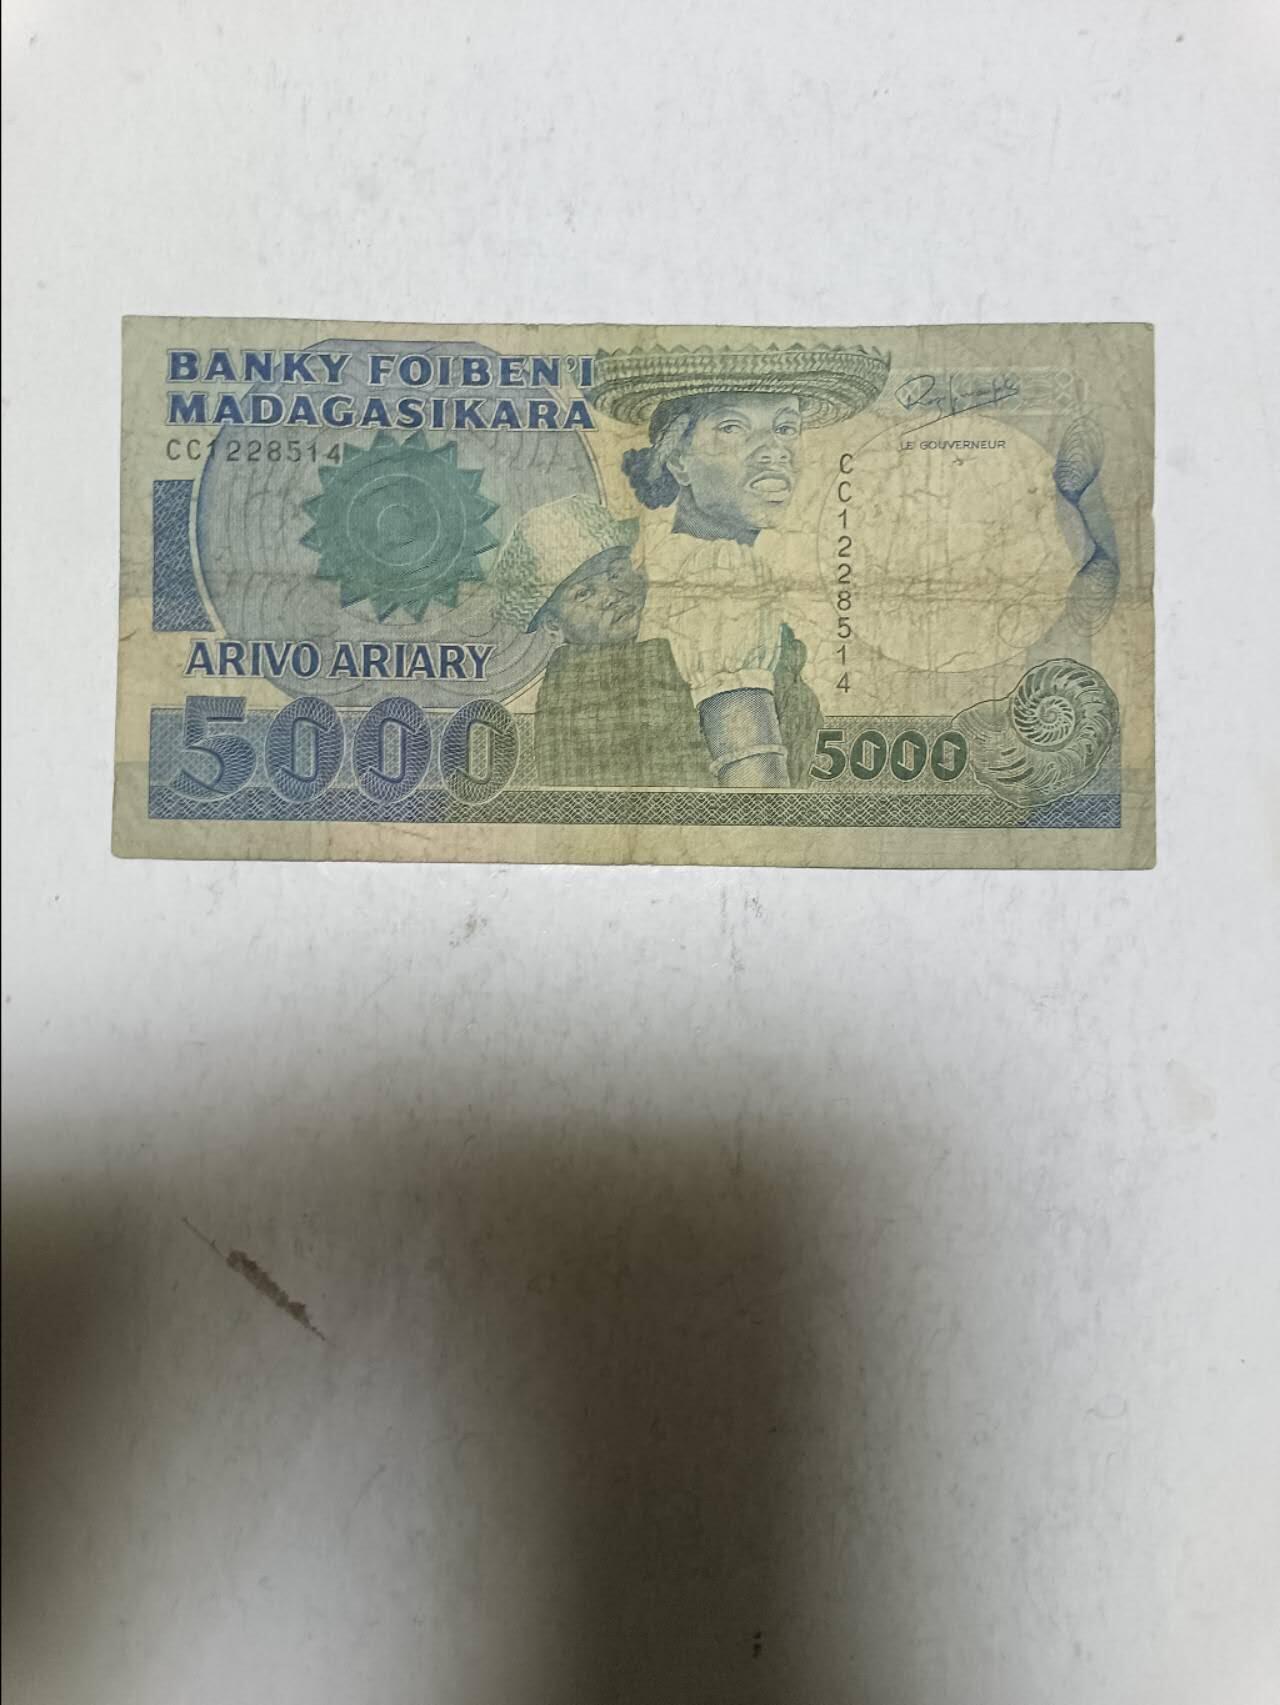 BANKY FOIBEN'I
MADAGASIKARA
CC1228514
LE GOUVERNEUR
CC1228514
ARIVO ARIARY
5000
5000